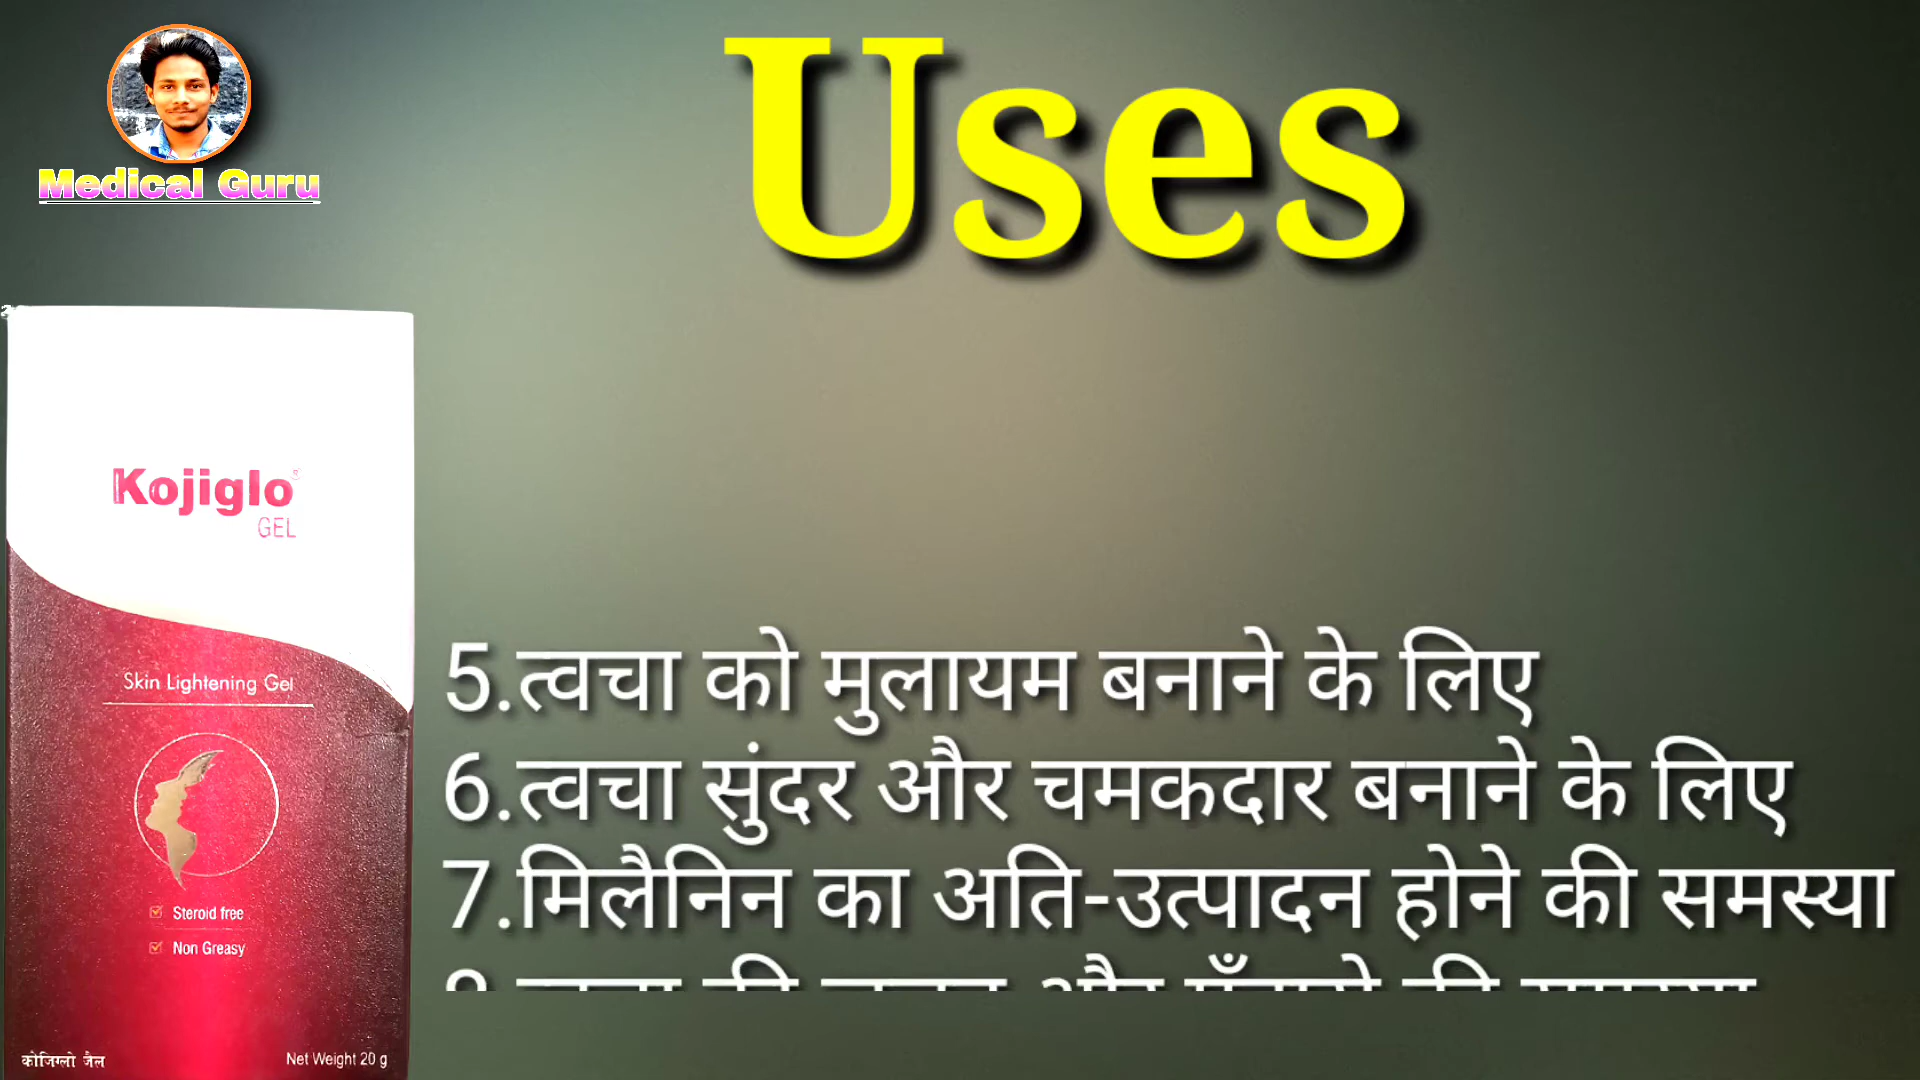 Uses
Medical Guru
Kojiglo
GEL
Skin Lightening Gel
Steroid free
Non Greasy
कोजिग्लो जैल
Net Weight 20 g
5.त्वचा को मुलायम बनाने के लिए
6.त्वचा सुंदर और चमकदार बनाने के लिए
7.मिलैनिन का अति-उत्पादन होने की समस्या